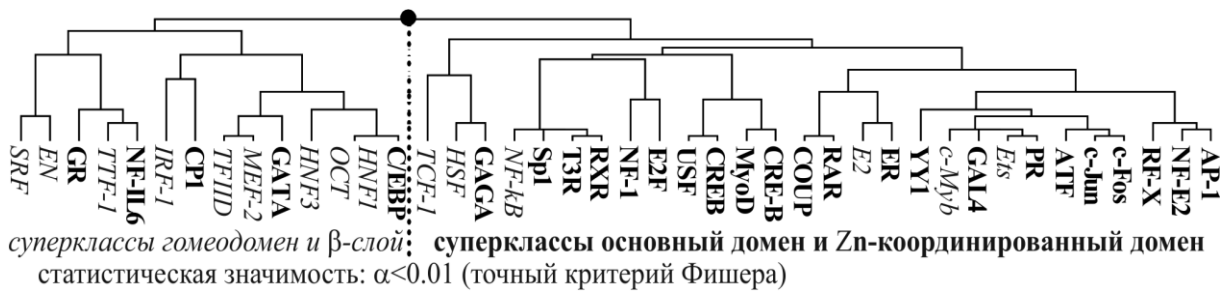 SRF EN GR TTF-1 NF-IL6 IRF-1 CP1 TFIID MEF-2 GATA HNF3 OCT HNF1 C/EBP TCF-1 HSF GAGA NF-kB Sp1 T3R RXR NF-1 E2F USF CREB MyoD CRE-B COUP RAR E2 ER YY1 c-Myb GAL4 Ets PR ATF c-Jun c-Fos RF-X NF-E2 AP-1
суперклассы гомеодомен и β-слой суперклассы основный домен и Zn-координированный домен
статистическая значимость: α<0.01 (точный критерий Фишера)